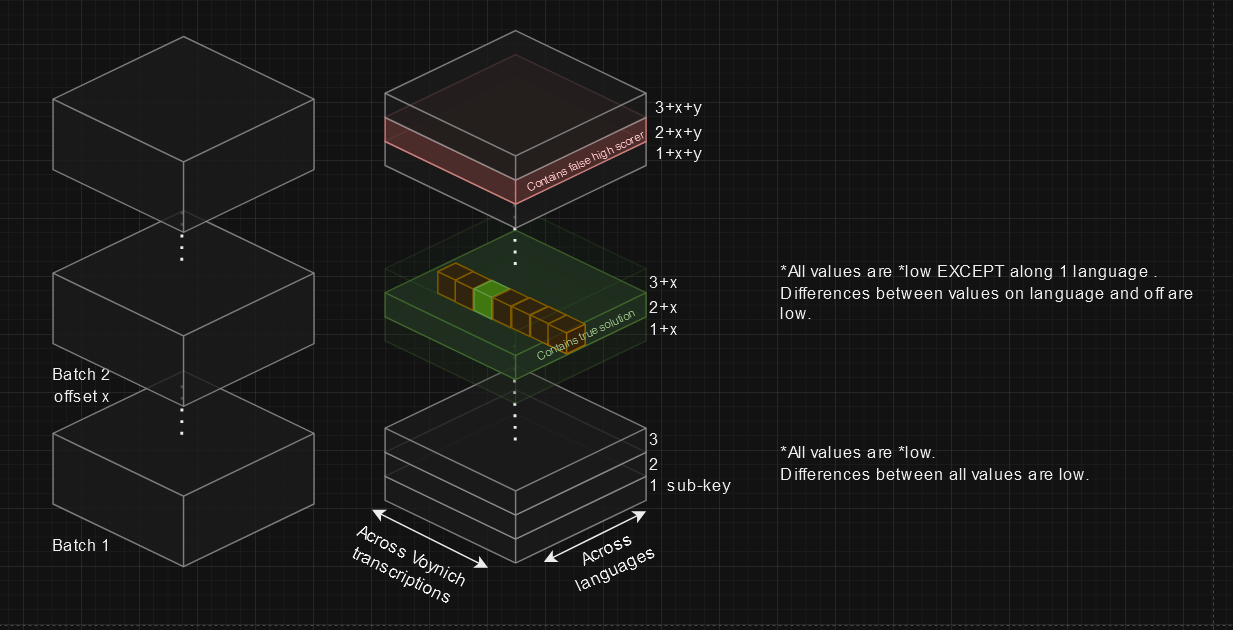 3+x+y
2+x+y
1+x+y
Contains false high scorer
3+x
2+x
1+x
Contains true solution
*All values are *low EXCEPT along 1 language .
Differences between values on language and off are
low.
Batch 2
offset x
3
2
1 sub-key
*All values are *low.
Differences between all values are low.
Batch 1
Across Voynich
transcriptions
Across
languages